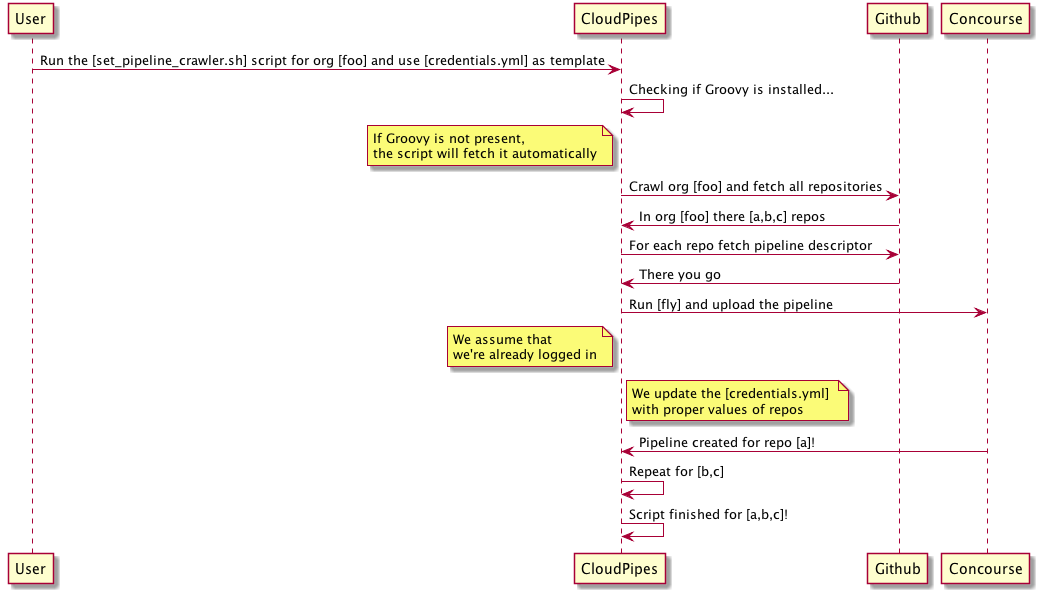 User
CloudPipes
Github
Concourse
Run the [set_pipeline_crawler.sh] script for org [foo] and use [credentials.yml] as template
Checking if Groovy is installed...
If Groovy is not present,
the script will fetch it automatically
Crawl org [foo] and fetch all repositories
In org [foo] there [a,b,c] repos
For each repo fetch pipeline descriptor
There you go
Run [fly] and upload the pipeline
We assume that
we're already logged in
We update the [credentials.yml]
with proper values of repos
Pipeline created for repo [a]!
Repeat for [b,c]
Script finished for [a,b,c]!
User
CloudPipes
Github
Concourse